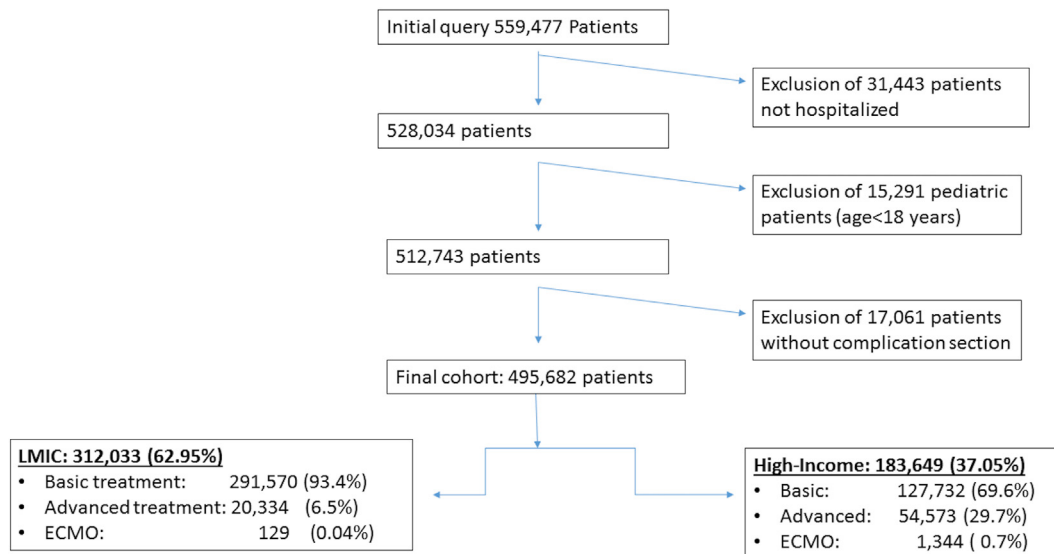 Initial query 559,477 Patients
Exclusion of 31,443 patients
not hospitalized
528,034 patients
Exclusion of 15,291 pediatric
patients (age<18 years)
512,743 patients
Exclusion of 17,061 patients
without complication section
Final cohort: 495,682 patients
LMIC: 312,033 (62.95%)
• Basic treatment: 291,570 (93.4%)
• Advanced treatment: 20,334 (6.5%)
• ECMO: 129 (0.04%)
High-Income: 183,649 (37.05%)
• Basic: 127,732 (69.6%)
• Advanced: 54,573 (29.7%)
• ECMO: 1,344 ( 0.7%)